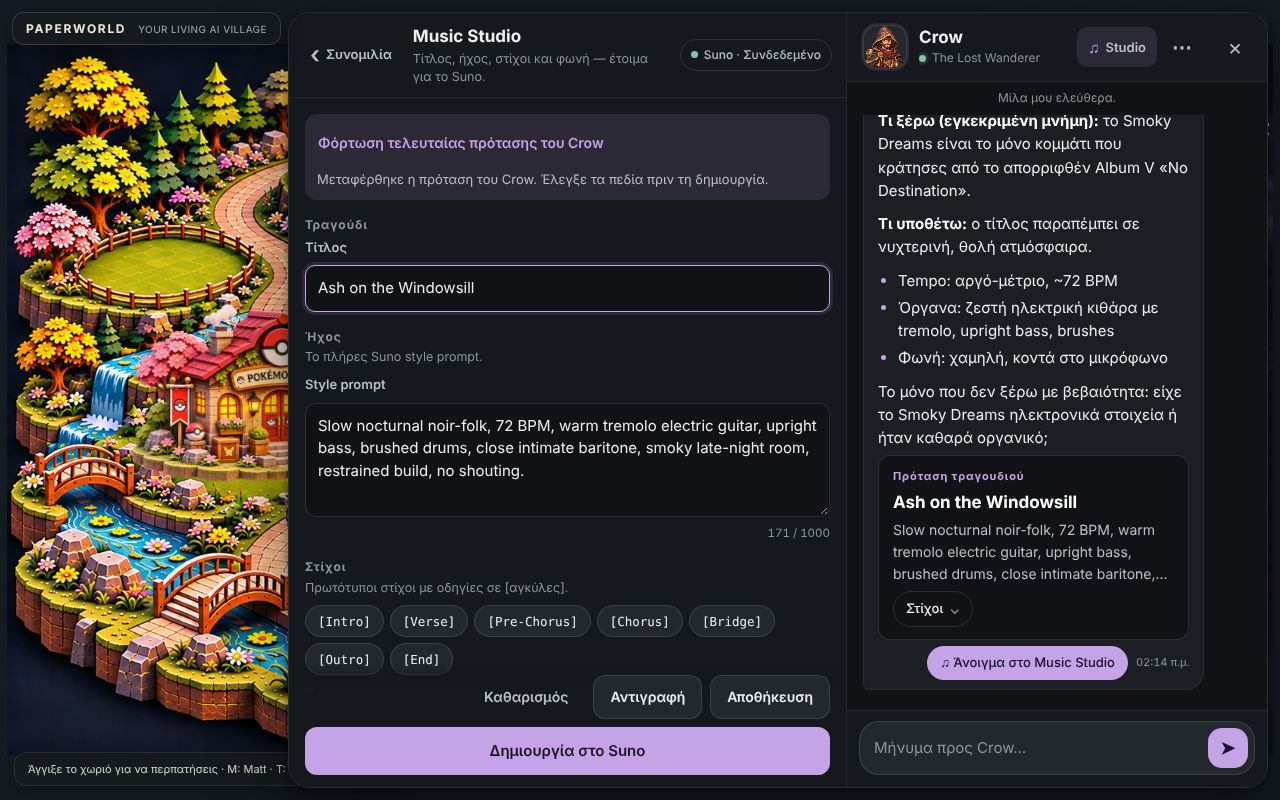 PAPERWORLD YOUR LIVING AI VILLAGE
POKÉMO
Άγγιξε το χωριό για να περπατήσεις · M: Matt · T:
Συνομιλία
Music Studio
Τίτλος, ήχος, στίχοι και φωνή — έτοιμα
για το Suno.
Suno · Συνδεδεμένο
Φόρτωση τελευταίας πρότασης του Crow
Μεταφέρθηκε η πρόταση του Crow. Έλεγξε τα πεδία πριν τη δημιουργία.
Τραγούδι
Τίτλος
Ash on the Windowsill
Ήχος
Το πλήρες Suno style prompt.
Style prompt
Slow nocturnal noir-folk, 72 BPM, warm tremolo electric guitar, upright
bass, brushed drums, close intimate baritone, smoky late-night room,
restrained build, no shouting.
171 / 1000
Στίχοι
Πρωτότυποι στίχοι με οδηγίες σε [αγκύλες].
[Intro] [Verse] [Pre-Chorus] [Chorus] [Bridge]
[Outro] [End]
Καθαρισμός Αντιγραφή Αποθήκευση
Δημιουργία στο Suno
Crow
The Lost Wanderer
♫ Studio
Μίλα μου ελεύθερα.
Τι ξέρω (εγκεκριμένη μνήμη): το Smoky
Dreams είναι το μόνο κομμάτι που
κράτησες από το απορριφθέν Album V «No
Destination».
Τι υποθέτω: ο τίτλος παραπέμπει σε
νυχτερινή, θολή ατμόσφαιρα.
• Tempo: αργό-μέτριο, ~72 BPM
• Όργανα: ζεστή ηλεκτρική κιθάρα με
tremolo, upright bass, brushes
• Φωνή: χαμηλή, κοντά στο μικρόφωνο
Το μόνο που δεν ξέρω με βεβαιότητα: είχε
το Smoky Dreams ηλεκτρονικά στοιχεία ή
ήταν καθαρά οργανικό;
Πρόταση τραγουδιού
Ash on the Windowsill
Slow nocturnal noir-folk, 72 BPM, warm
tremolo electric guitar, upright bass,
brushed drums, close intimate baritone,...
Στίχοι
♫ Άνοιγμα στο Music Studio 02:14 π.μ.
Μήνυμα προς Crow...